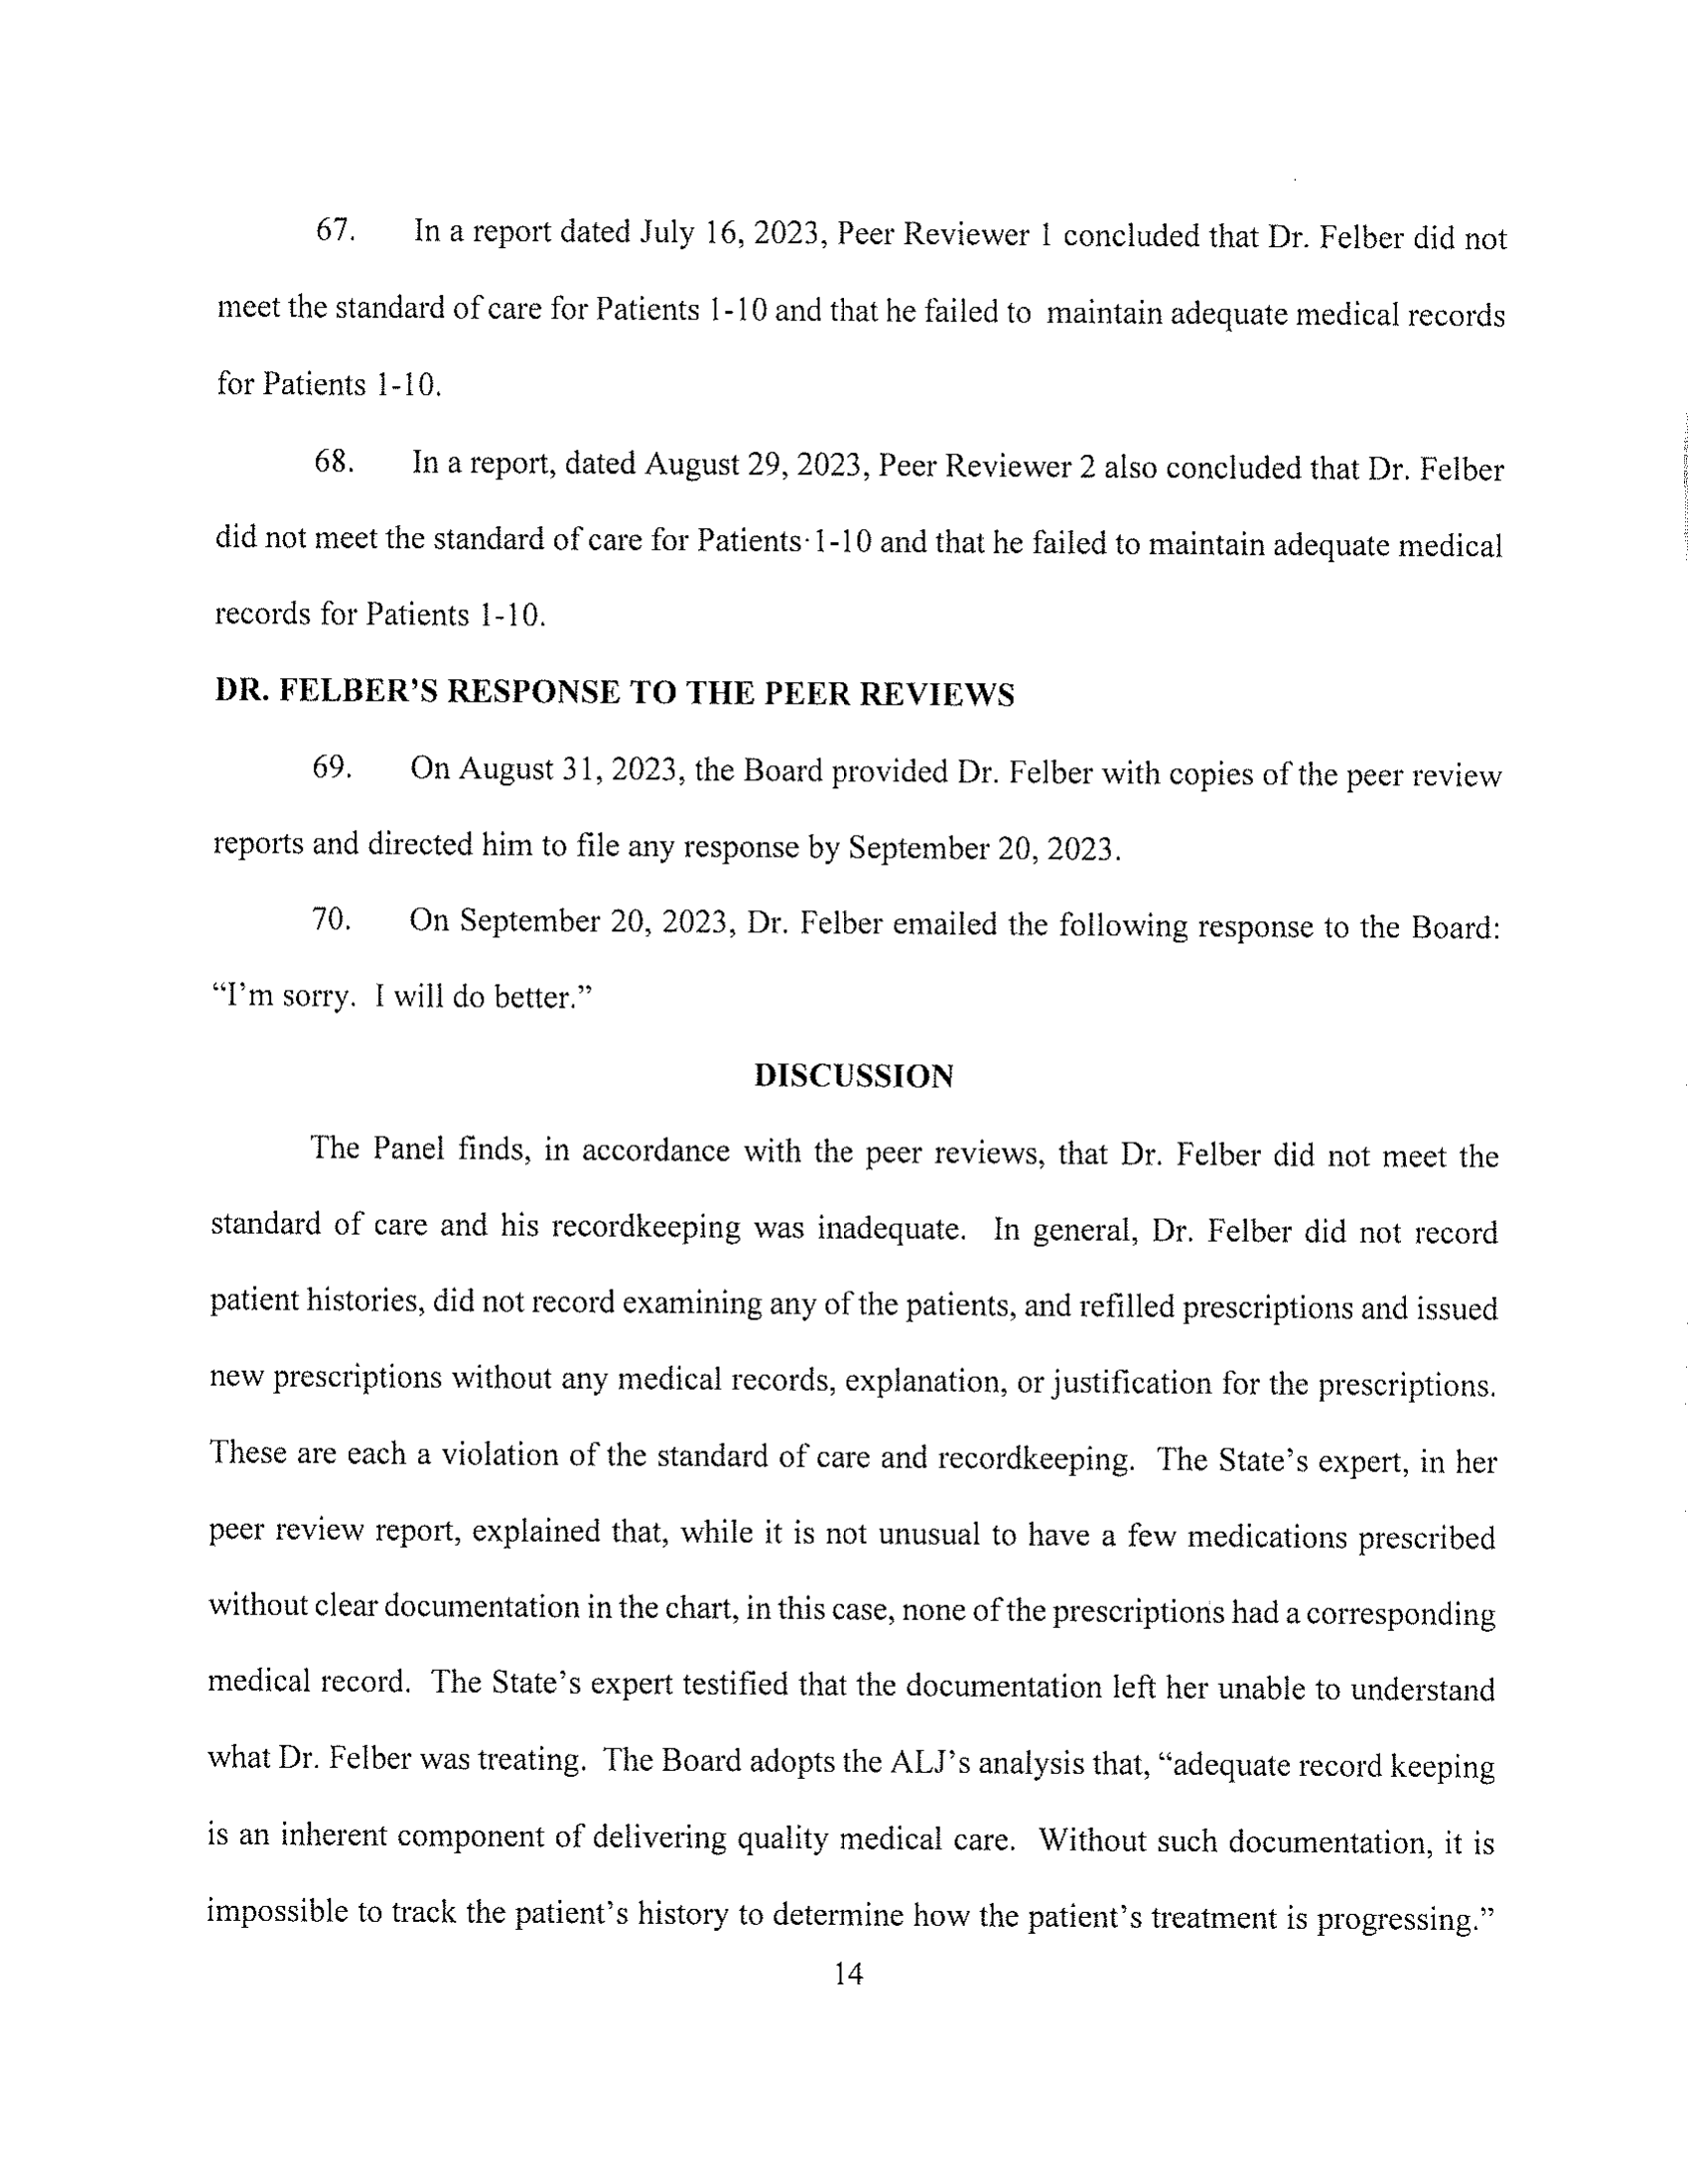 67. In a report dated July 16, 2023, Peer Reviewer 1 concluded that Dr. Felber did not
meet the standard of care for Patients 1-10 and that he failed to maintain adequate medical records
for Patients 1-10.
68. In a report, dated August 29, 2023, Peer Reviewer 2 also concluded that Dr. Felber
did not meet the standard of care for Patients 1-10 and that he failed to maintain adequate medical
records for Patients 1-10.
DR. FELBER’S RESPONSE TO THE PEER REVIEWS
69. On August 31, 2023, the Board provided Dr. Felber with copies of the peer review
reports and directed him to file any response by September 20, 2023.
70. On September 20, 2023, Dr. Felber emailed the following response to the Board:
“I’m sorry. I will do better.”
DISCUSSION
The Panel finds, in accordance with the peer reviews, that Dr. Felber did not meet the
standard of care and his recordkeeping was inadequate. In general, Dr. Felber did not record
patient histories, did not record examining any of the patients, and refilled prescriptions and issued
new prescriptions without any medical records, explanation, or justification for the prescriptions.
These are each a violation of the standard of care and recordkeeping. The State’s expert, in her
peer review report, explained that, while it is not unusual to have a few medications prescribed
without clear documentation in the chart, in this case, none of the prescriptions had a corresponding
medical record. The State’s expert testified that the documentation left her unable to understand
what Dr. Felber was treating. The Board adopts the ALJ’s analysis that, “adequate record keeping
is an inherent component of delivering quality medical care. Without such documentation, it is
impossible to track the patient’s history to determine how the patient’s treatment is progressing.”
14